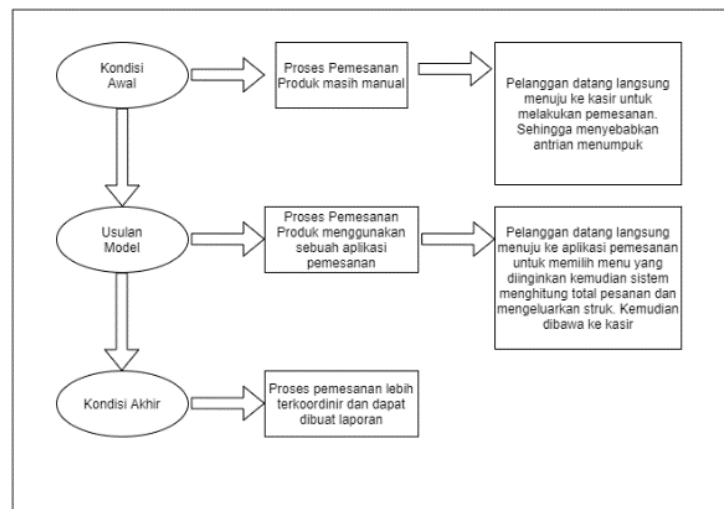 Kondisi
Awal
Proses Pemesanan
Produk masih manual
Pelanggan datang langsung
menuju ke kasir untuk
melakukan pemesanan.
Sehingga menyebabkan
antrian menumpuk
Usulan
Model
Proses Pemesanan
Produk menggunakan
sebuah aplikasi
pemesanan
Pelanggan datang langsung
menuju ke aplikasi pemesanan
untuk memilih menu yang
diinginkan kemudian sistem
menghitung total pesanan dan
mengeluarkan struk. Kemudian
dibawa ke kasir
Kondisi Akhir
Proses pemesanan lebih
terkoordinir dan dapat
dibuat laporan